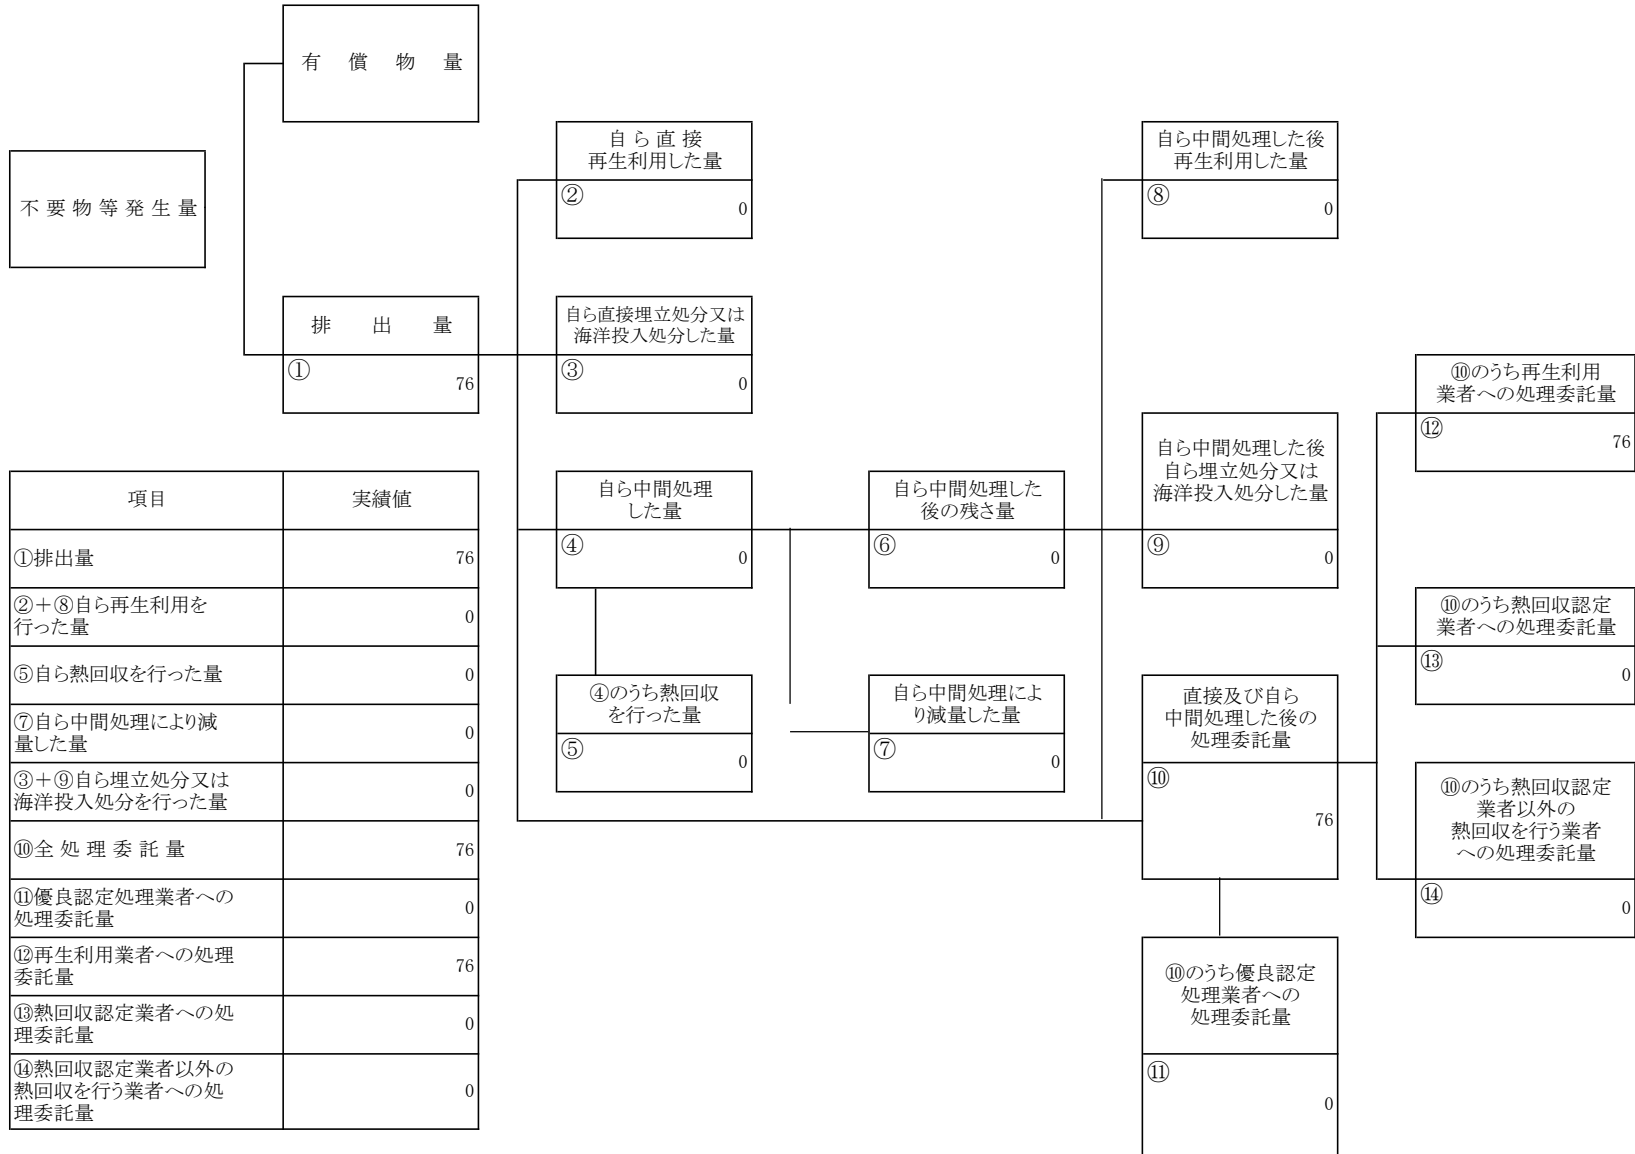 有 償 物 量
不 要 物 等 発 生 量
排 出 量
①
76
自 ら 直 接
再生利用した量
②
0
自ら直接埋立処分又は
海洋投入処分した量
③
0
自ら中間処理
した量
④
0
④のうち熱回収
を行った量
⑤
0
自ら中間処理した
後の残さ量
⑥
0
自ら中間処理によ
り減量した量
⑦
0
自ら中間処理した後
再生利用した量
⑧
0
自ら中間処理した後
自ら埋立処分又は
海洋投入処分した量
⑨
0
直接及び自ら
中間処理した後の
処理委託量
⑩
76
⑩のうち優良認定
処理業者への
処理委託量
⑪
0
⑩のうち再生利用
業者への処理委託量
⑫
76
⑩のうち熱回収認定
業者への処理委託量
⑬
0
⑩のうち熱回収認定
業者以外の
熱回収を行う業者
への処理委託量
⑭
0
項目 実績値
①排出量 76
②+⑧自ら再生利用を
行った量 0
⑤自ら熱回収を行った量 0
⑦自ら中間処理により減
量した量 0
③+⑨自ら埋立処分又は
海洋投入処分を行った量 0
⑩全 処 理 委 託 量 76
⑪優良認定処理業者への
処理委託量 0
⑫再生利用業者への処理
委託量 76
⑬熱回収認定業者への処
理委託量 0
⑭熱回収認定業者以外の
熱回収を行う業者への処
理委託量 0